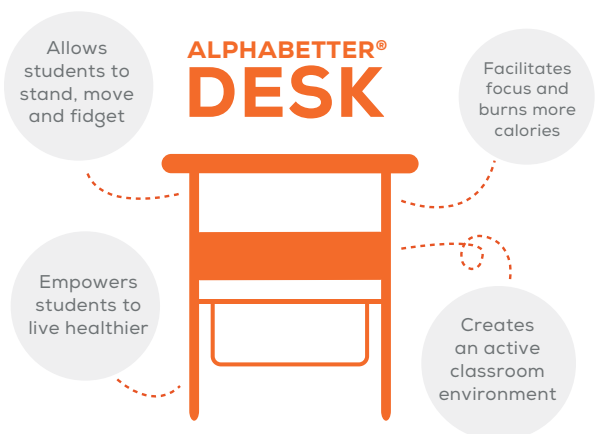 Allows
students to
stand, move
and fidget
ALPHABETTER®
DESK
Facilitates
focus and
burns more
calories
Empowers
students to
live healthier
Creates
an active
classroom
environment